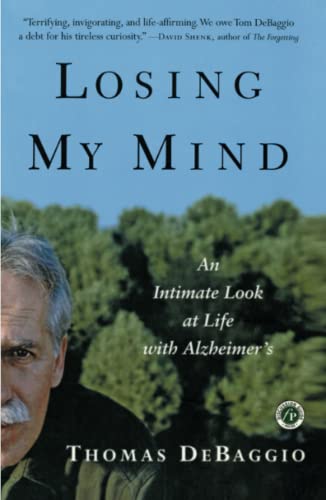 "Terrifying, invigorating, and life-affirming. We owe Tom DeBaggio
a debt for his tireless curiosity."—DAVID SHENK, author of The Forgetting
LOSING
MY MIND
An
Intimate Look
at Life
with Alzheimer's
THOMAS DEBAGGIO